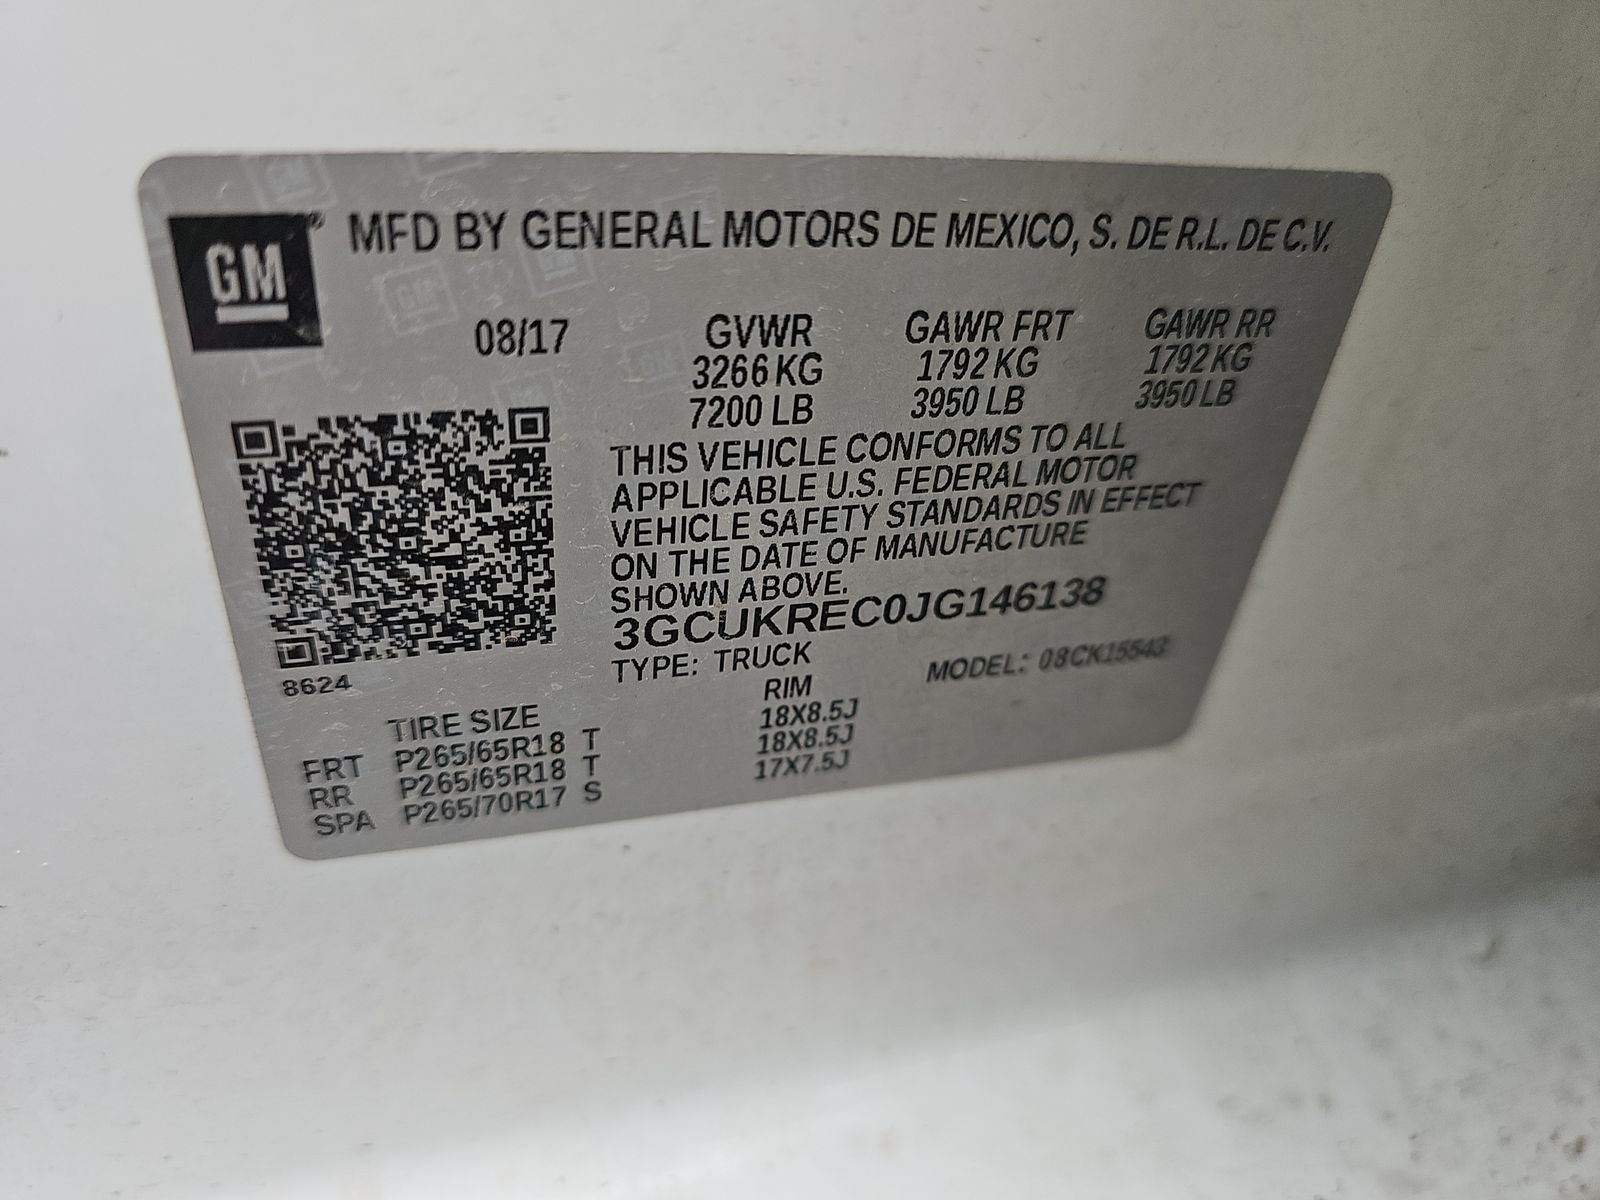 GM® MFD BY GENERAL MOTORS DE MEXICO, S. DE R.L. DE C.V.
08/17 GVWR GAWR FRT GAWR RR
3266 KG 1792 KG 1792 KG
7200 LB 3950 LB 3950 LB
THIS VEHICLE CONFORMS TO ALL
APPLICABLE U.S. FEDERAL MOTOR
VEHICLE SAFETY STANDARDS IN EFFECT
ON THE DATE OF MANUFACTURE
SHOWN ABOVE.
3GCUKREC0JG146138
TYPE: TRUCK MODEL: 08CK15543
8624
TIRE SIZE RIM
FRT P265/65R18 T 18X8.5J
RR P265/65R18 T 18X8.5J
SPA P265/70R17 S 17X7.5J